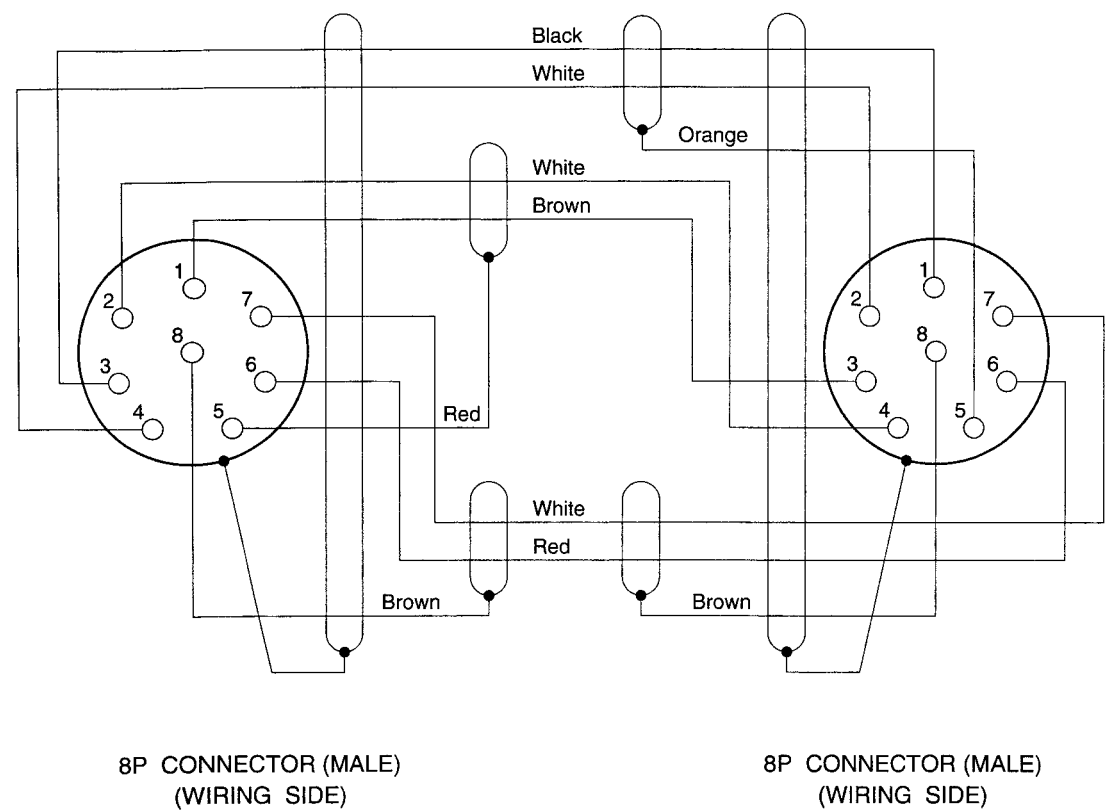 Black
White
Orange
White
Brown
1
2
7
8
3
6
4
5
Red
1
2
7
8
3
6
4
5
White
Red
Brown
Brown
8P CONNECTOR (MALE)
(WIRING SIDE)
8P CONNECTOR (MALE)
(WIRING SIDE)